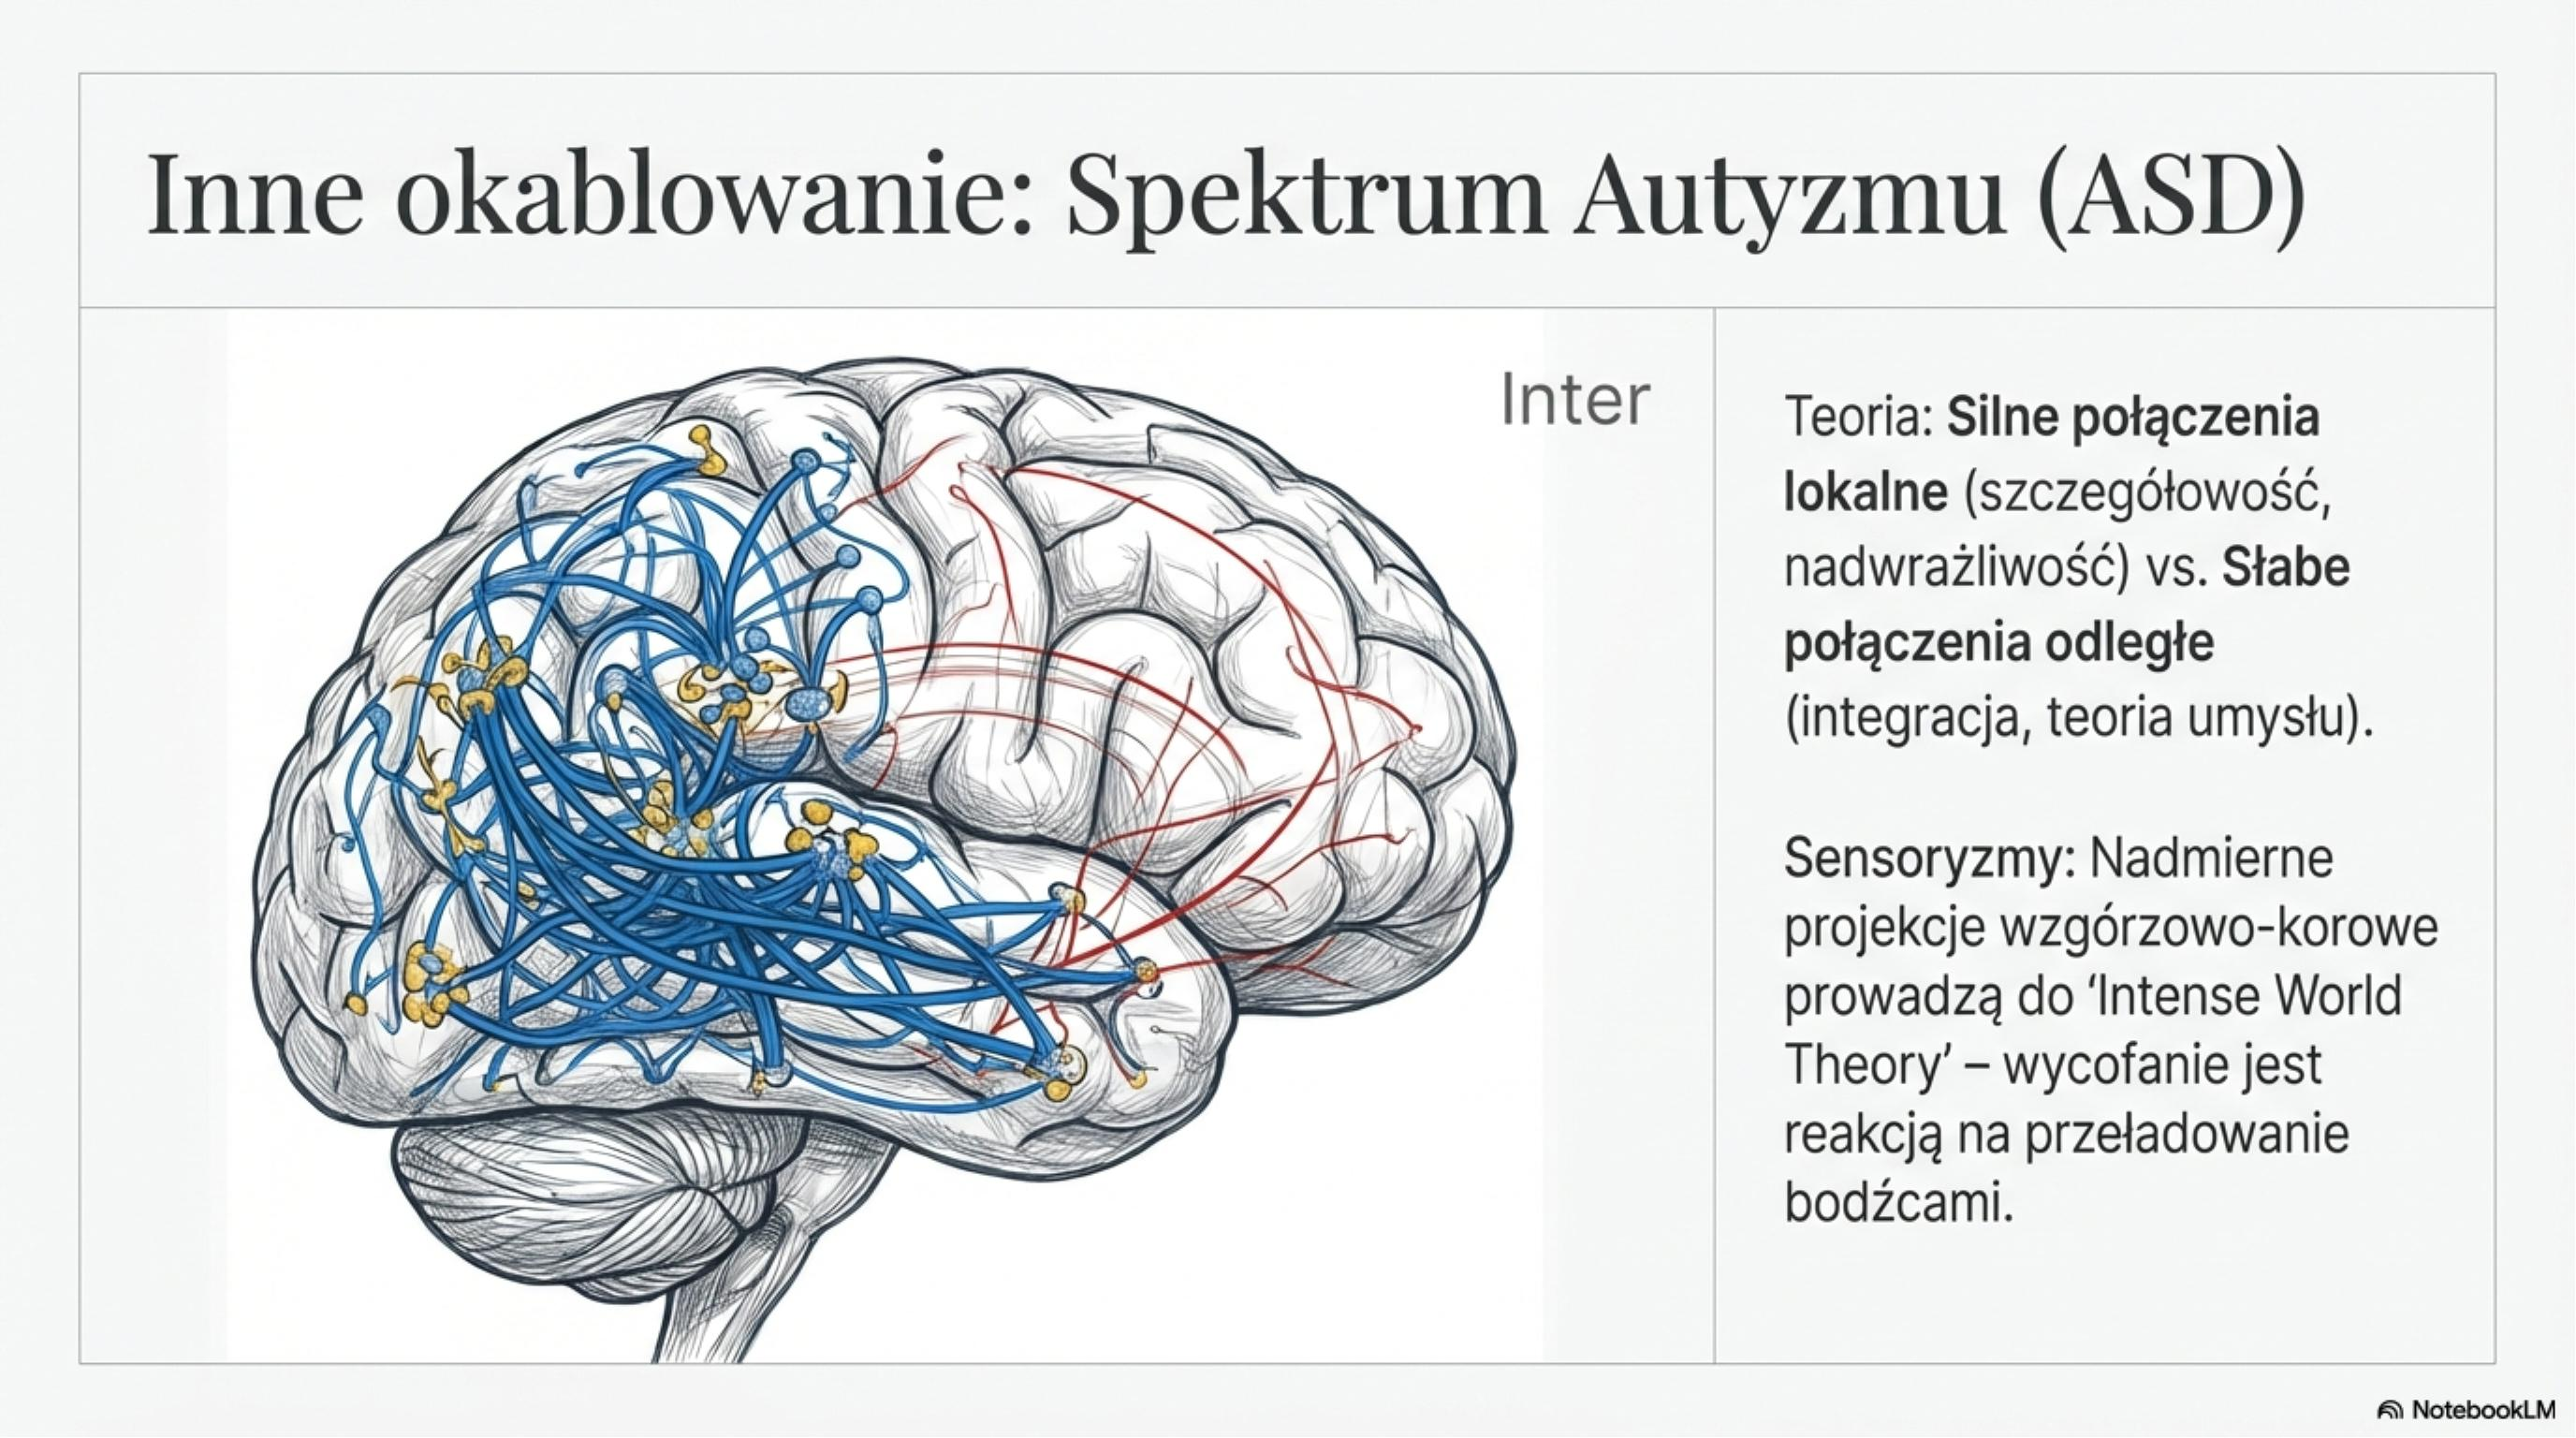 Inne okablowanie: Spektrum Autyzmu (ASD)
Inter
Teoria: Silne połączenia
lokalne (szczegółowość,
nadwrażliwość) vs. Słabe
połączenia odległe
(integracja, teoria umysłu).
Sensoryzmy: Nadmierne
projekcje wzgórzowo-korowe
prowadzą do ‘Intense World
Theory’ – wycofanie jest
reakcją na przeładowanie
bodźcami.
NotebookLM